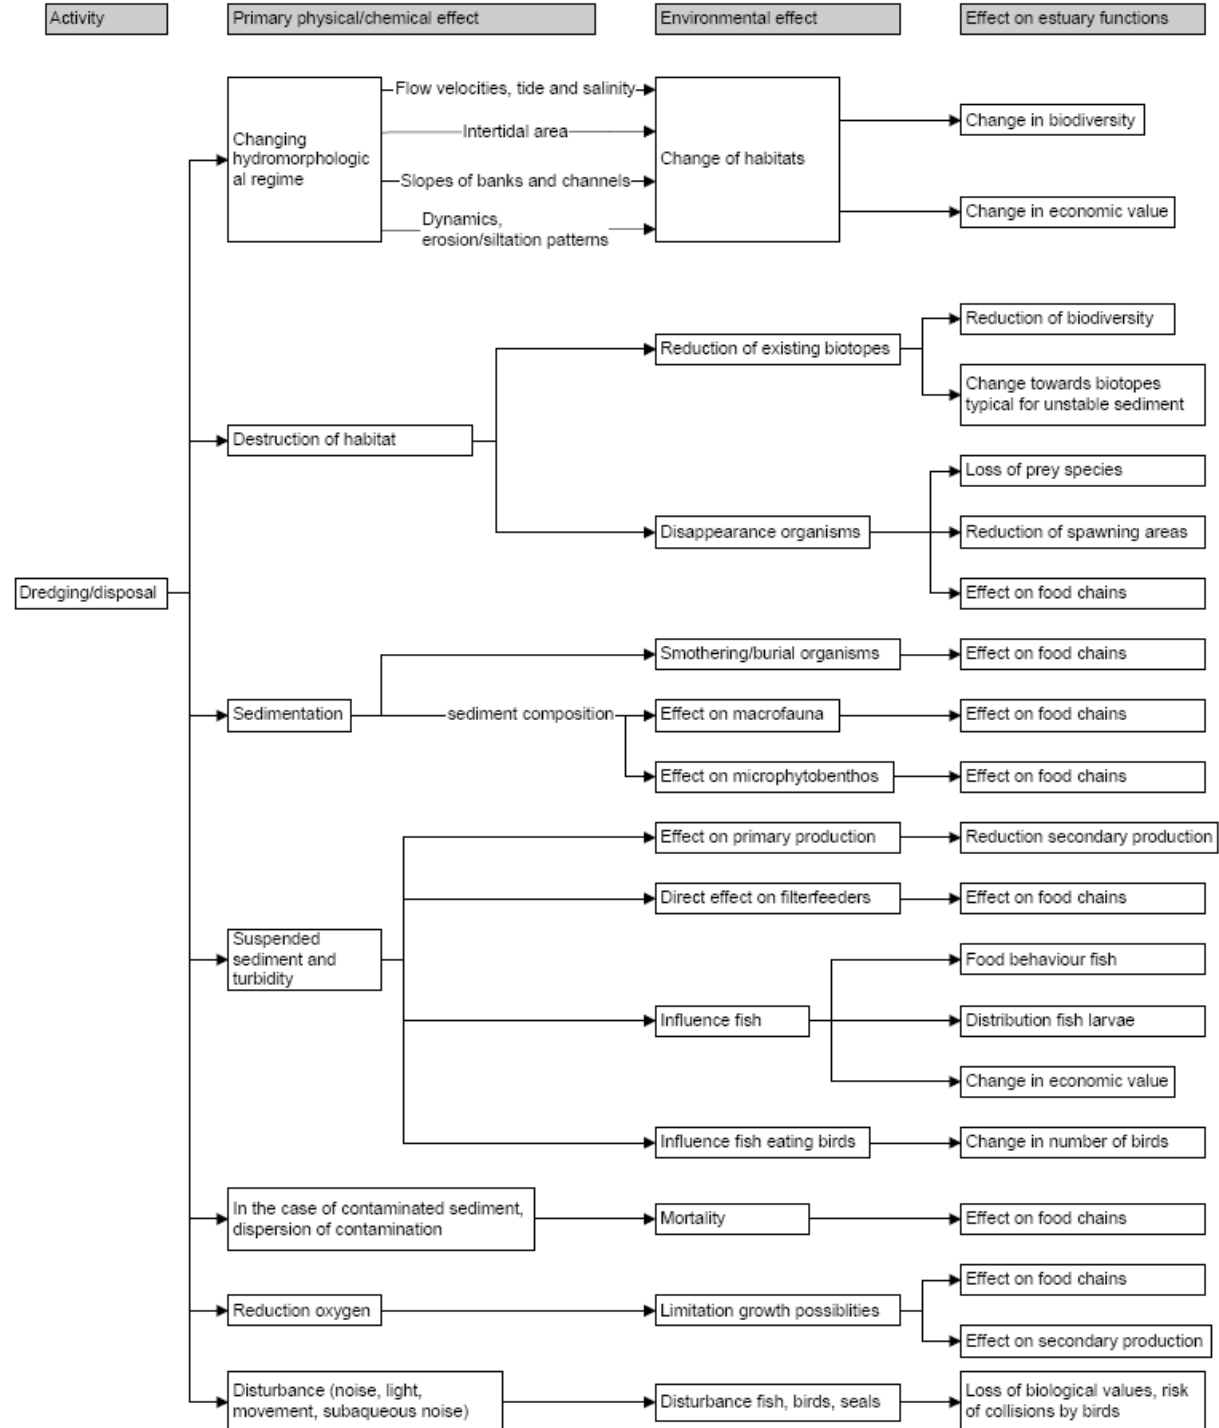 Activity
Primary physical/chemical effect
Environmental effect
Effect on estuary functions
Flow velocities, tide and salinity
Intertidal area
Changing
hydromorphologic
al regime
Slopes of banks and channels
Dynamics,
erosion/siltation patterns
Change of habitats
Change in biodiversity
Change in economic value
Destruction of habitat
Reduction of existing biotopes
Reduction of biodiversity
Change towards biotopes
typical for unstable sediment
Disappearance organisms
Loss of prey species
Reduction of spawning areas
Effect on food chains
Dredging/disposal
Sedimentation
Smothering/burial organisms
Effect on food chains
sediment composition
Effect on macrofauna
Effect on food chains
Effect on microphytobenthos
Effect on food chains
Suspended
sediment and
turbidity
Effect on primary production
Reduction secondary production
Direct effect on filterfeeders
Effect on food chains
Influence fish
Food behaviour fish
Distribution fish larvae
Change in economic value
Influence fish eating birds
Change in number of birds
In the case of contaminated sediment,
dispersion of contamination
Mortality
Effect on food chains
Reduction oxygen
Limitation growth possiblities
Effect on food chains
Effect on secondary production
Disturbance (noise, light,
movement, subaqueous noise)
Disturbance fish, birds, seals
Loss of biological values, risk
of collisions by birds